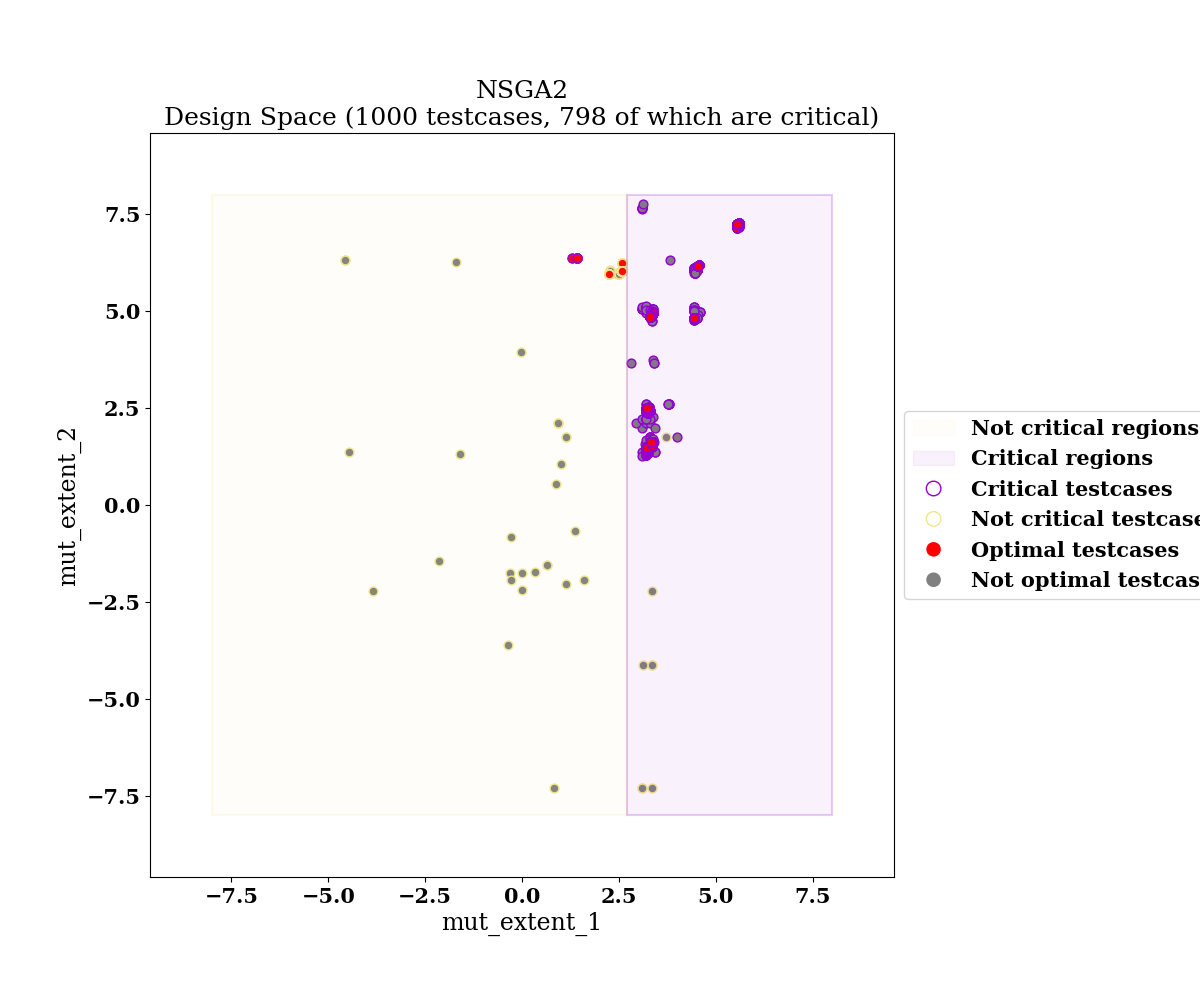 NSGA2
Design Space (1000 testcases, 798 of which are critical)
mut_extent_2
7.5
5.0
2.5
0.0
−2.5
−5.0
−7.5
−7.5
−5.0
−2.5
0.0
2.5
5.0
7.5
mut_extent_1
Not critical regions
Critical regions
Critical testcases
Not critical testcase
Optimal testcases
Not optimal testcas